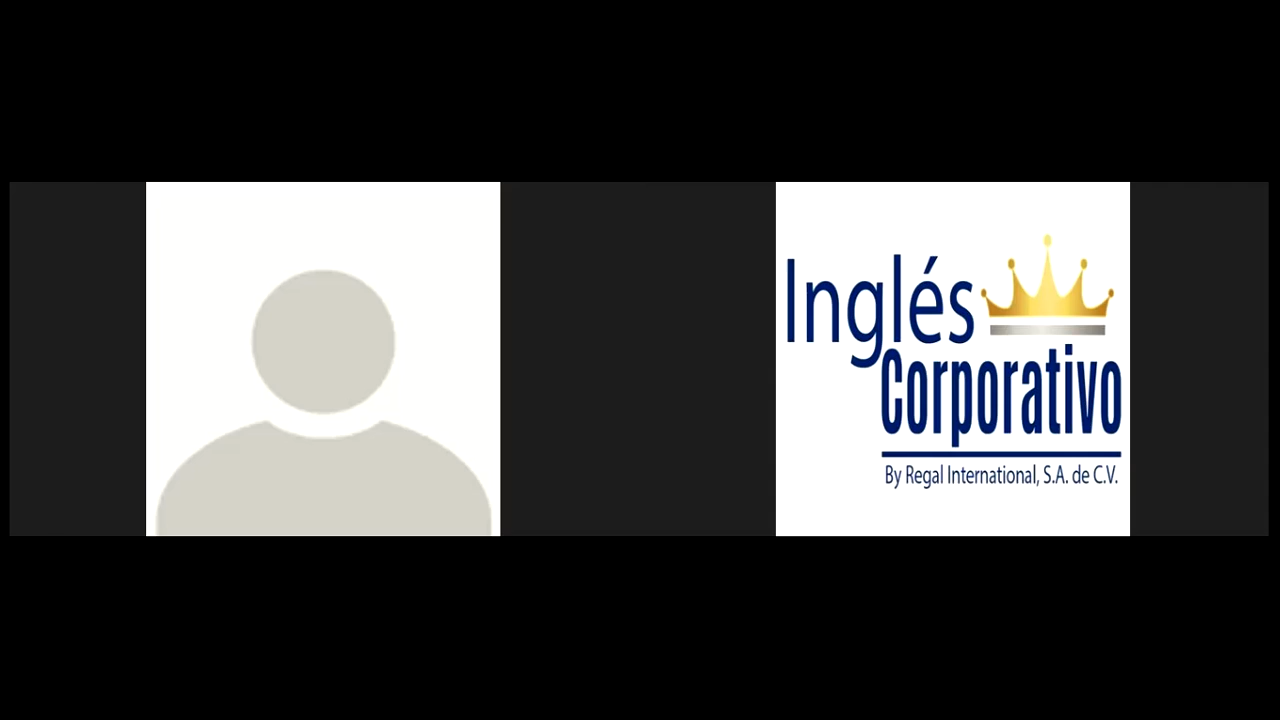 Inglés
Corporativo
By Regal International, S.A. de C.V.